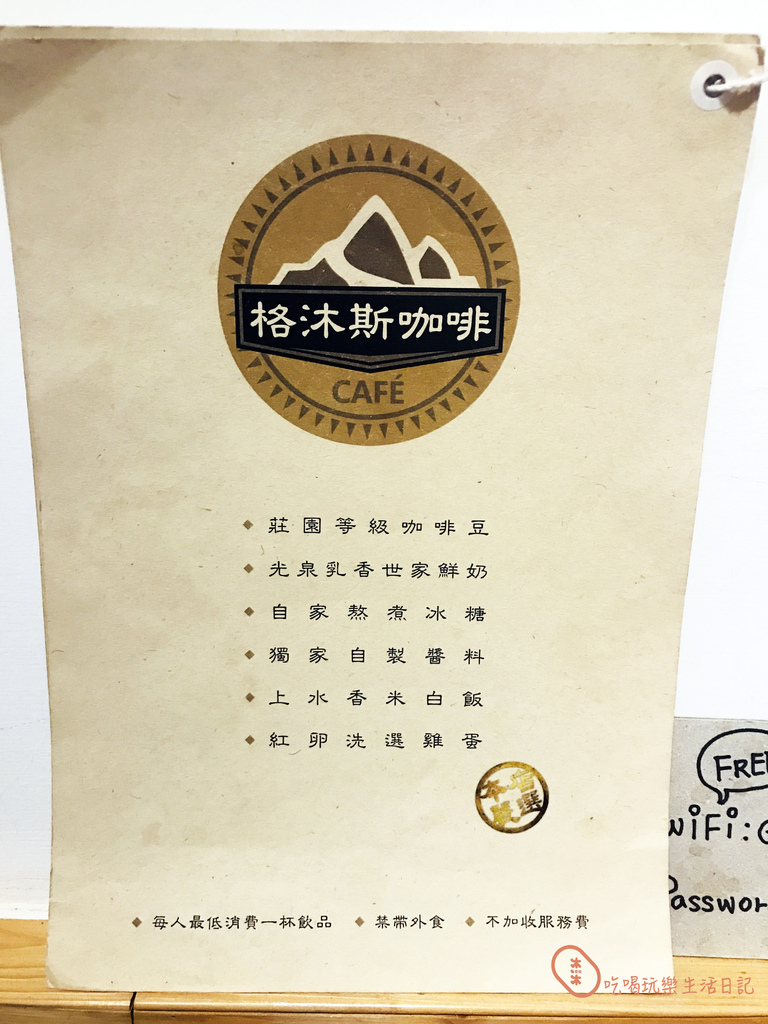 格沐斯咖啡
CAFÉ
◆ 莊園等級咖啡豆
◆ 光泉乳香世家鮮奶
◆ 自家熬煮冰糖
◆ 獨家自製醬料
◆ 上水香米白飯
◆ 紅卵洗選雞蛋
◆ 每人最低消費一杯飲品 ◆ 禁帶外食 ◆ 不加收服務費
FREE
WiFi:
Passwor
吃喝玩樂生活日記